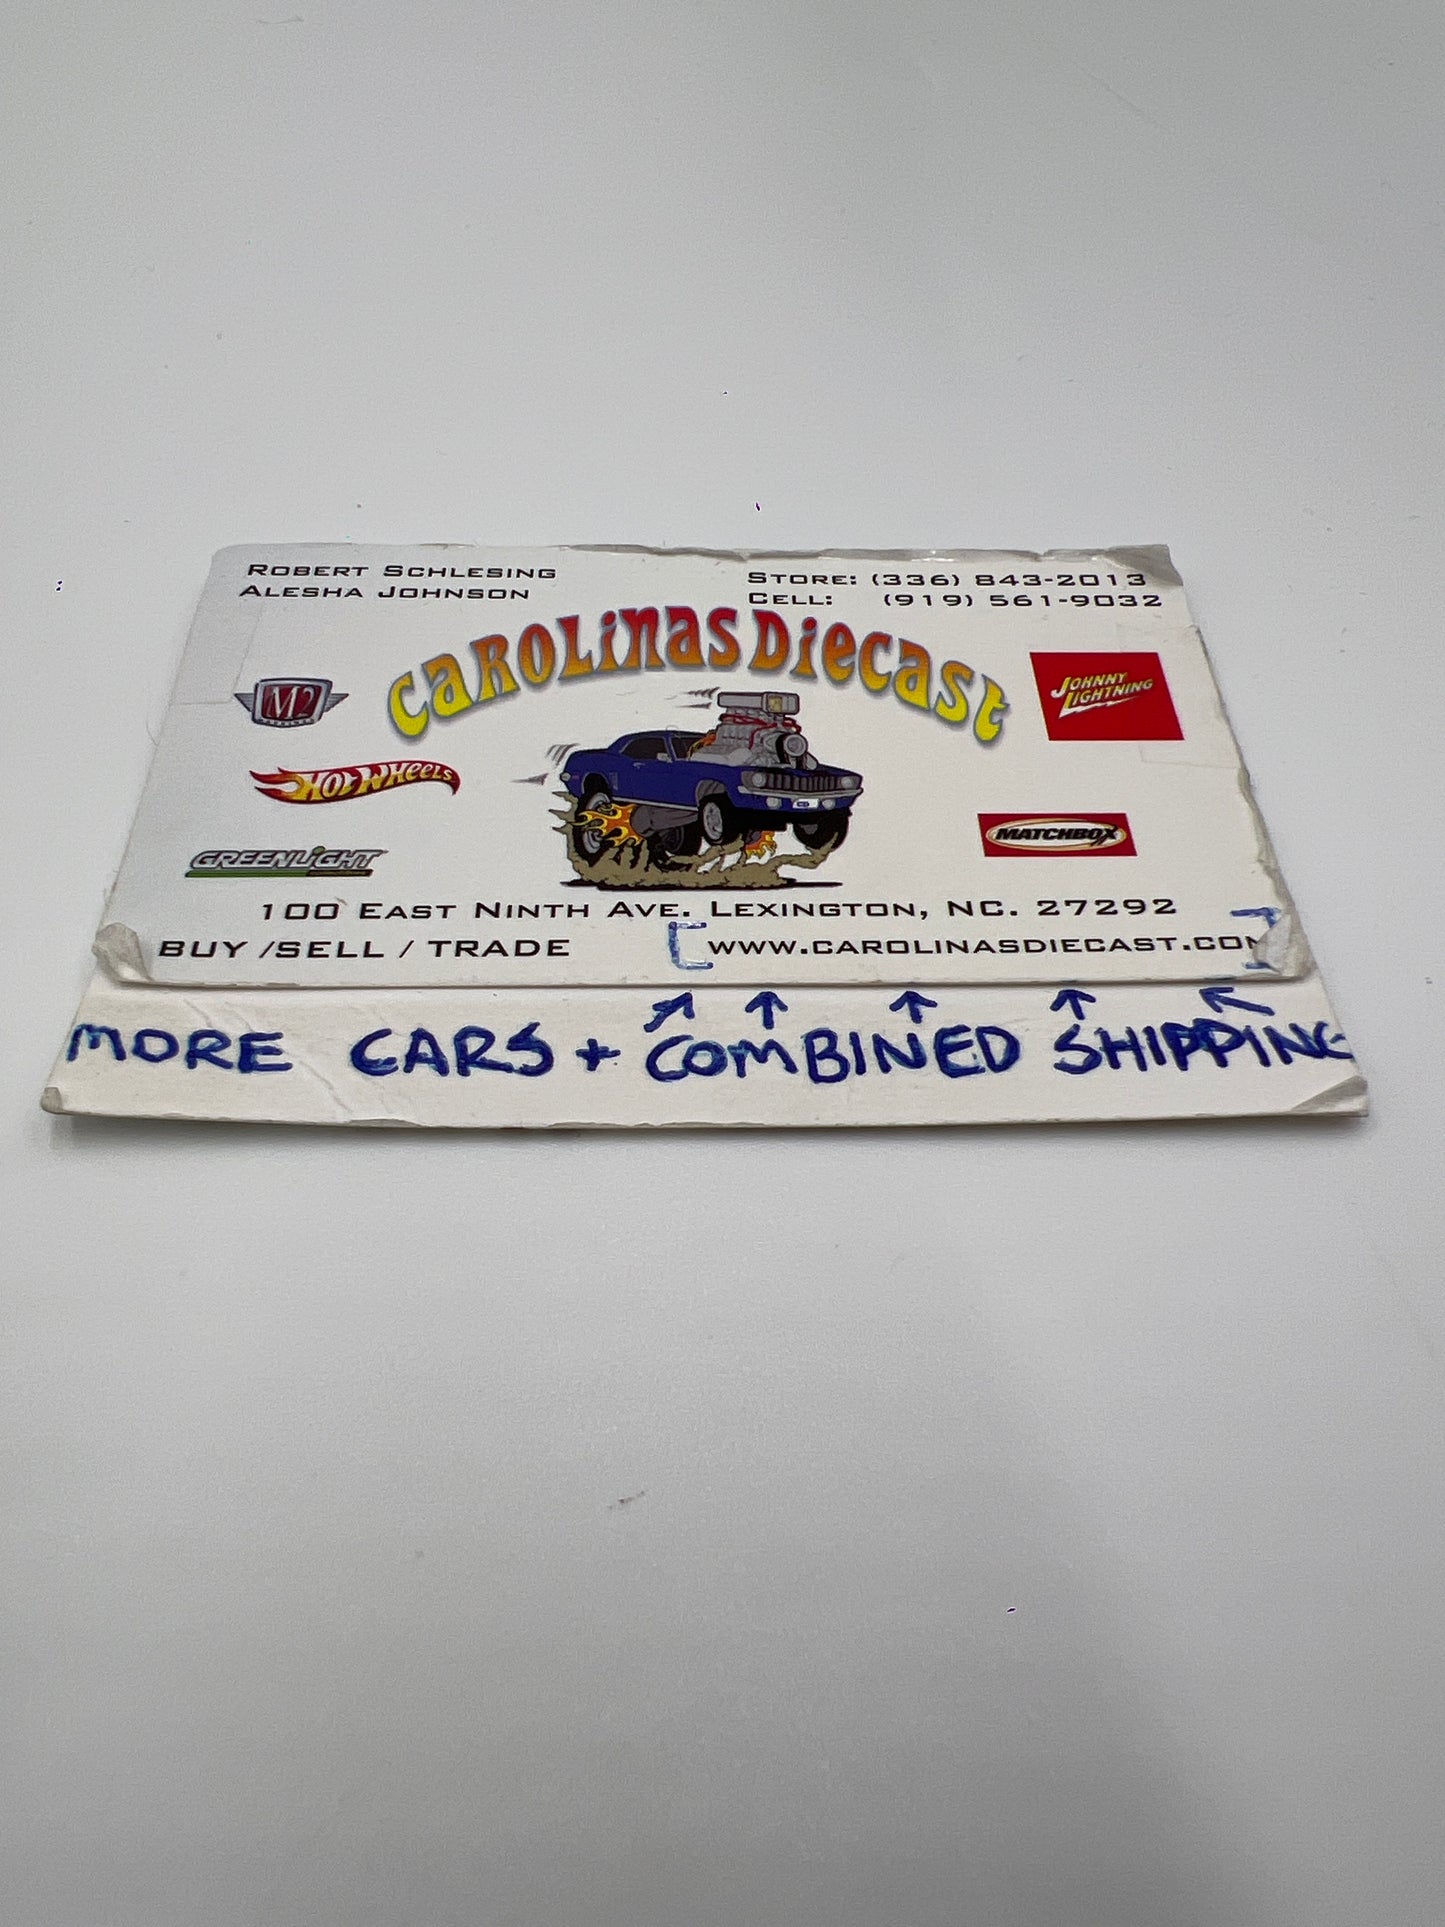 ROBERT SCHLESING
ALESHA JOHNSON
STORE: (336) 843-2013
CELL: (919) 561-9032
CAROLiNAS DiECAST
M2
JOHNNY
LIGHTNING
HOT WHEELS
MATCHBOX
GREENLiGHT
100 EAST NINTH AVE. LEXINGTON, NC. 27292
BUY /SELL / TRADE
[WWW.CAROLINASDIECAST.COM]
↗ ↑ ↑ ↑ ↖
MORE CARS + COMBINED SHIPPING